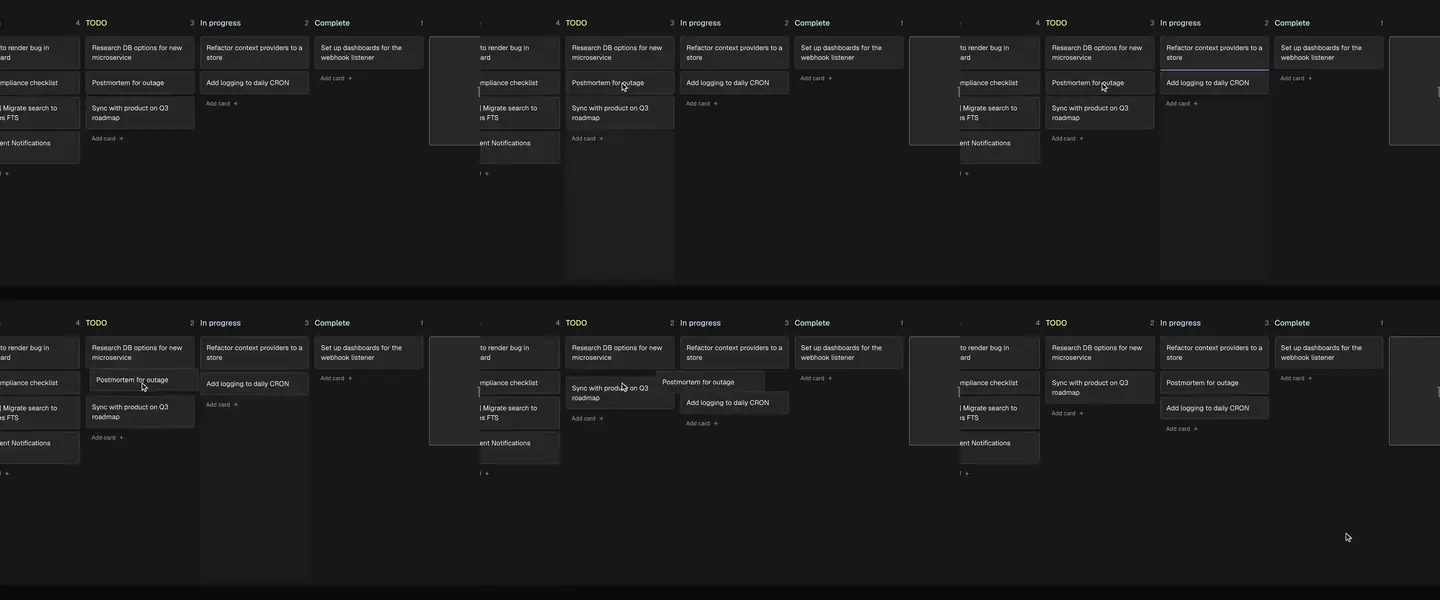 4
TODO
3
In progress
2
Complete
1
to render bug in
ard
mpliance checklist
Migrate search to
es FTS
ent Notifications
+
Research DB options for new
microservice
Postmortem for outage
Sync with product on Q3
roadmap
Add card +
Refactor context providers to a
store
Add logging to daily CRON
Add card +
Set up dashboards for the
webhook listener
Add card +
4
TODO
3
In progress
2
Complete
1
to render bug in
ard
mpliance checklist
Migrate search to
es FTS
ent Notifications
+
Research DB options for new
microservice
Postmortem for outage
Sync with product on Q3
roadmap
Add card +
Refactor context providers to a
store
Add logging to daily CRON
Add card +
Set up dashboards for the
webhook listener
Add card +
4
TODO
3
In progress
2
Complete
1
to render bug in
ard
mpliance checklist
Migrate search to
es FTS
ent Notifications
+
Research DB options for new
microservice
Postmortem for outage
Sync with product on Q3
roadmap
Add card +
Refactor context providers to a
store
Add logging to daily CRON
Add card +
Set up dashboards for the
webhook listener
Add card +
4
TODO
2
In progress
3
Complete
1
to render bug in
ard
mpliance checklist
Migrate search to
es FTS
ent Notifications
+
Research DB options for new
microservice
Postmortem for outage
Sync with product on Q3
roadmap
Add card +
Refactor context providers to a
store
Add logging to daily CRON
Add card +
Set up dashboards for the
webhook listener
Add card +
4
TODO
2
In progress
3
Complete
1
to render bug in
ard
mpliance checklist
Migrate search to
es FTS
ent Notifications
+
Research DB options for new
microservice
Sync with product on Q3
roadmap
Add card +
Refactor context providers to a
store
Postmortem for outage
Add logging to daily CRON
Add card +
Set up dashboards for the
webhook listener
Add card +
4
TODO
2
In progress
3
Complete
1
to render bug in
ard
mpliance checklist
Migrate search to
es FTS
ent Notifications
+
Research DB options for new
microservice
Sync with product on Q3
roadmap
Add card +
Refactor context providers to a
store
Postmortem for outage
Add logging to daily CRON
Add card +
Set up dashboards for the
webhook listener
Add card +